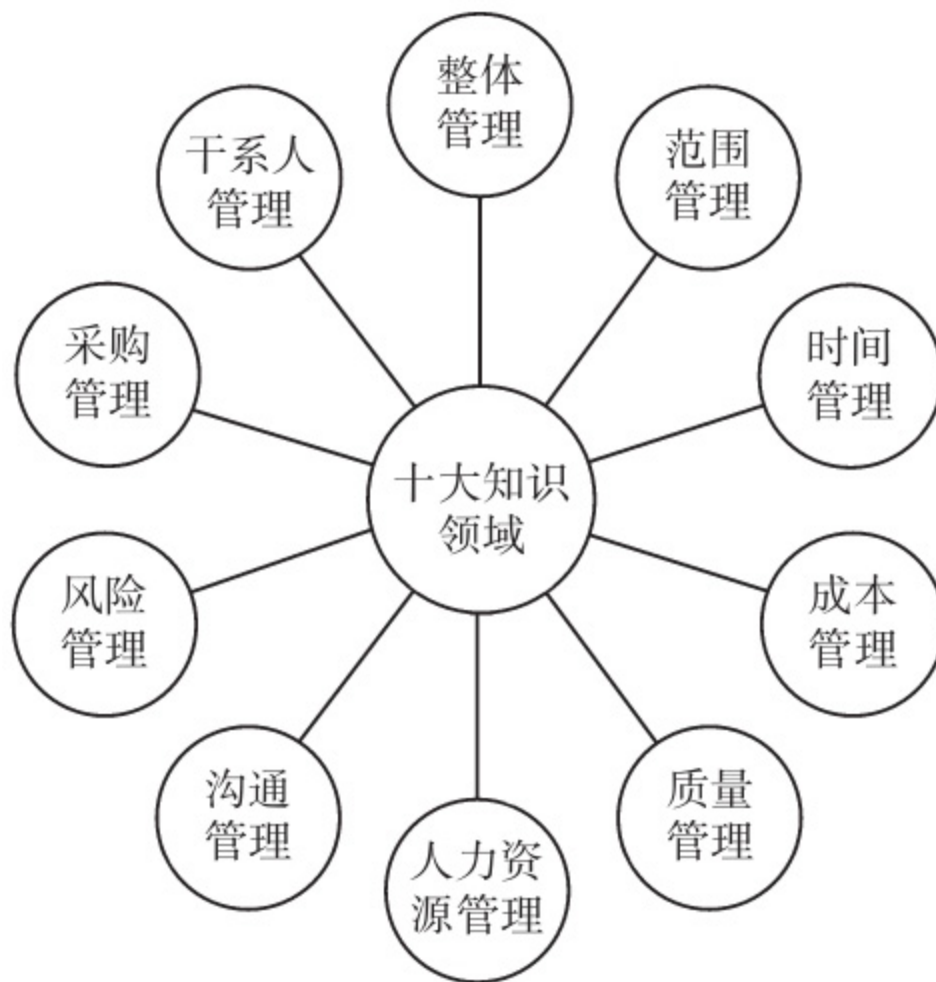 整体
管理
范围
管理
时间
管理
成本
管理
质量
管理
人力资
源管理
沟通
管理
风险
管理
采购
管理
干系人
管理
十大知识
领域